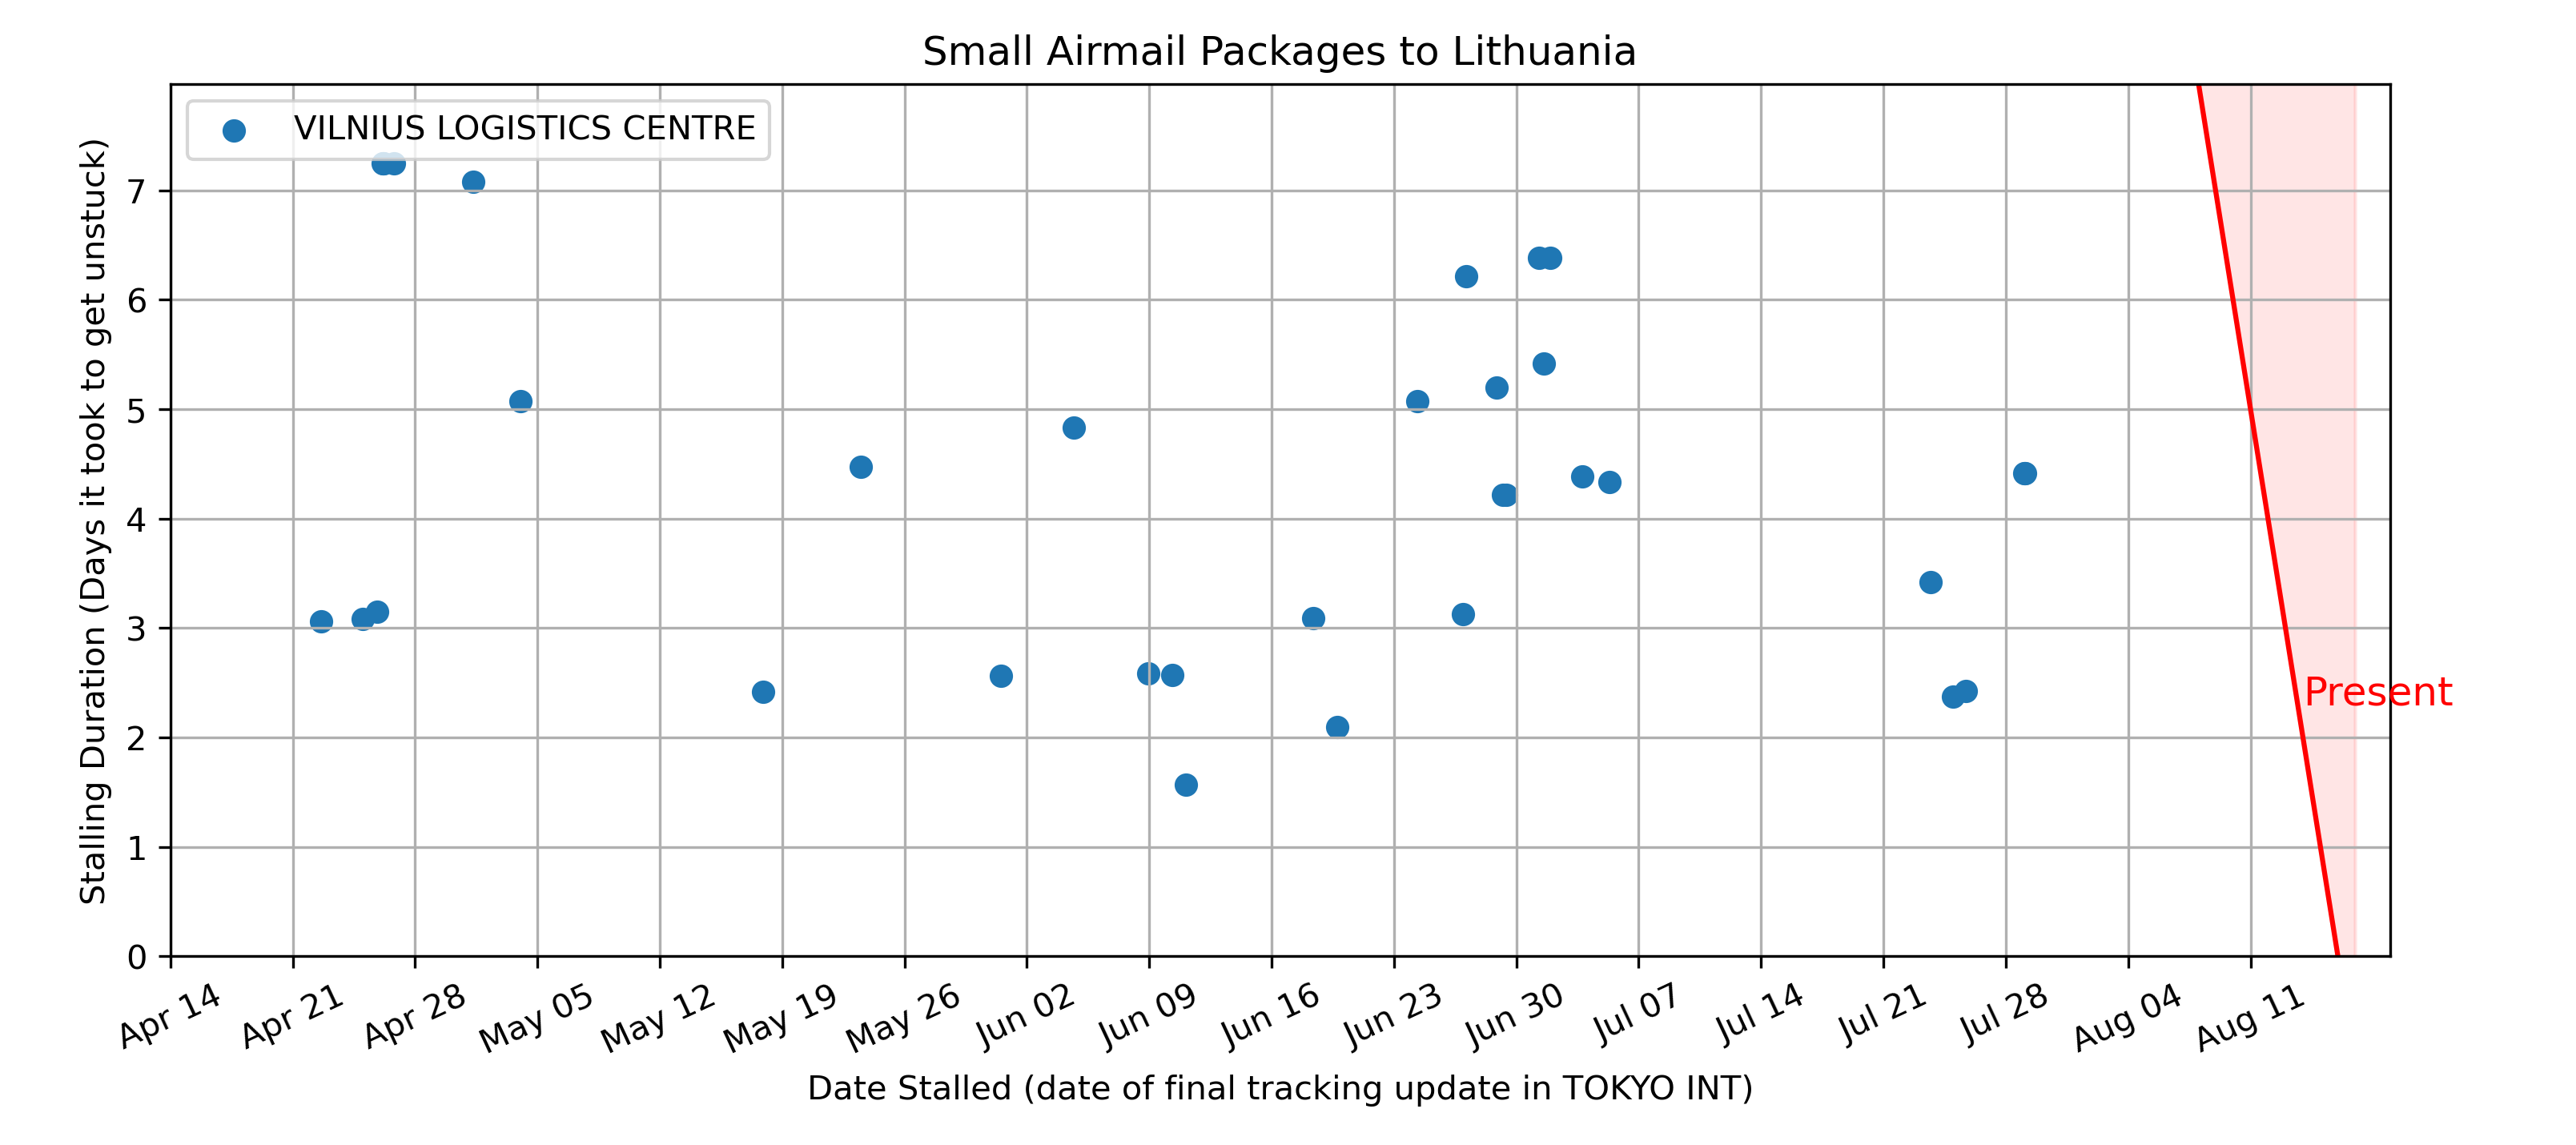 Small Airmail Packages to Lithuania
VILNIUS LOGISTICS CENTRE
Stalling Duration (Days it took to get unstuck)
7
6
5
4
3
2
1
0
Present
Apr 14
Apr 21
Apr 28
May 05
May 12
May 19
May 26
Jun 02
Jun 09
Jun 16
Jun 23
Jun 30
Jul 07
Jul 14
Jul 21
Jul 28
Aug 04
Aug 11
Date Stalled (date of final tracking update in TOKYO INT)